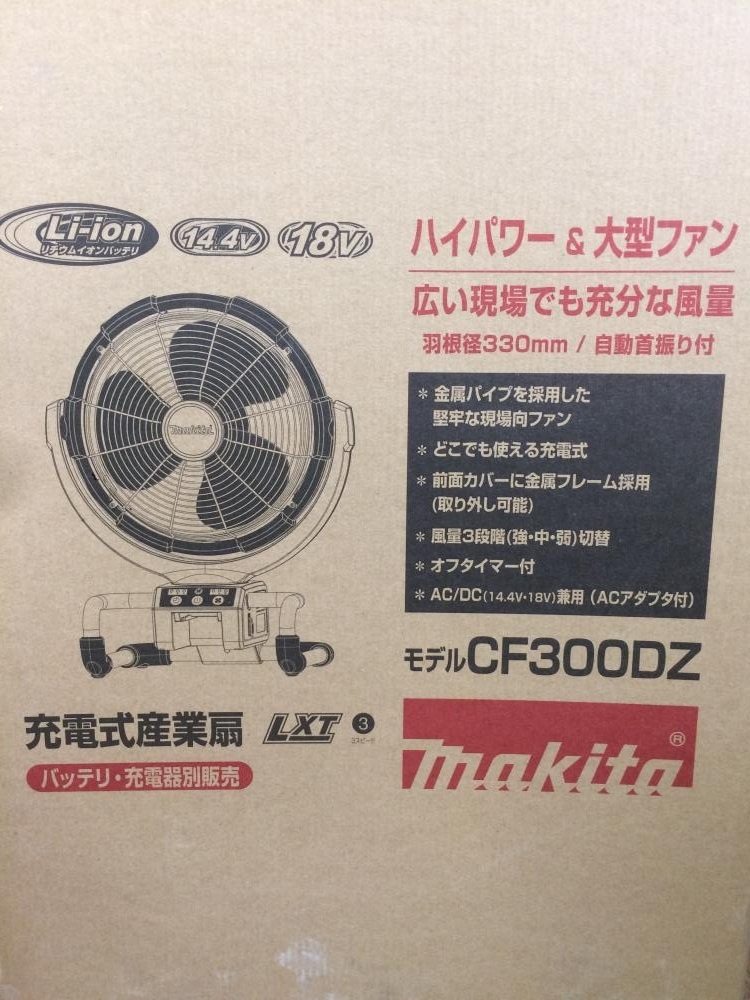 Li-ion
リチウムイオンバッテリ
14.4V
18V
ハイパワー & 大型ファン
広い現場でも充分な風量
羽根径330mm / 自動首振り付
makita
* 金属パイプを採用した
堅牢な現場向ファン
* どこでも使える充電式
* 前面カバーに金属フレーム採用
(取り外し可能)
* 風量3段階(強・中・弱)切替
* オフタイマー付
* AC/DC(14.4V・18V)兼用 (ACアダプタ付)
モデルCF300DZ
充電式産業扇
LXT
3
3スピード
バッテリ・充電器別販売
makita®